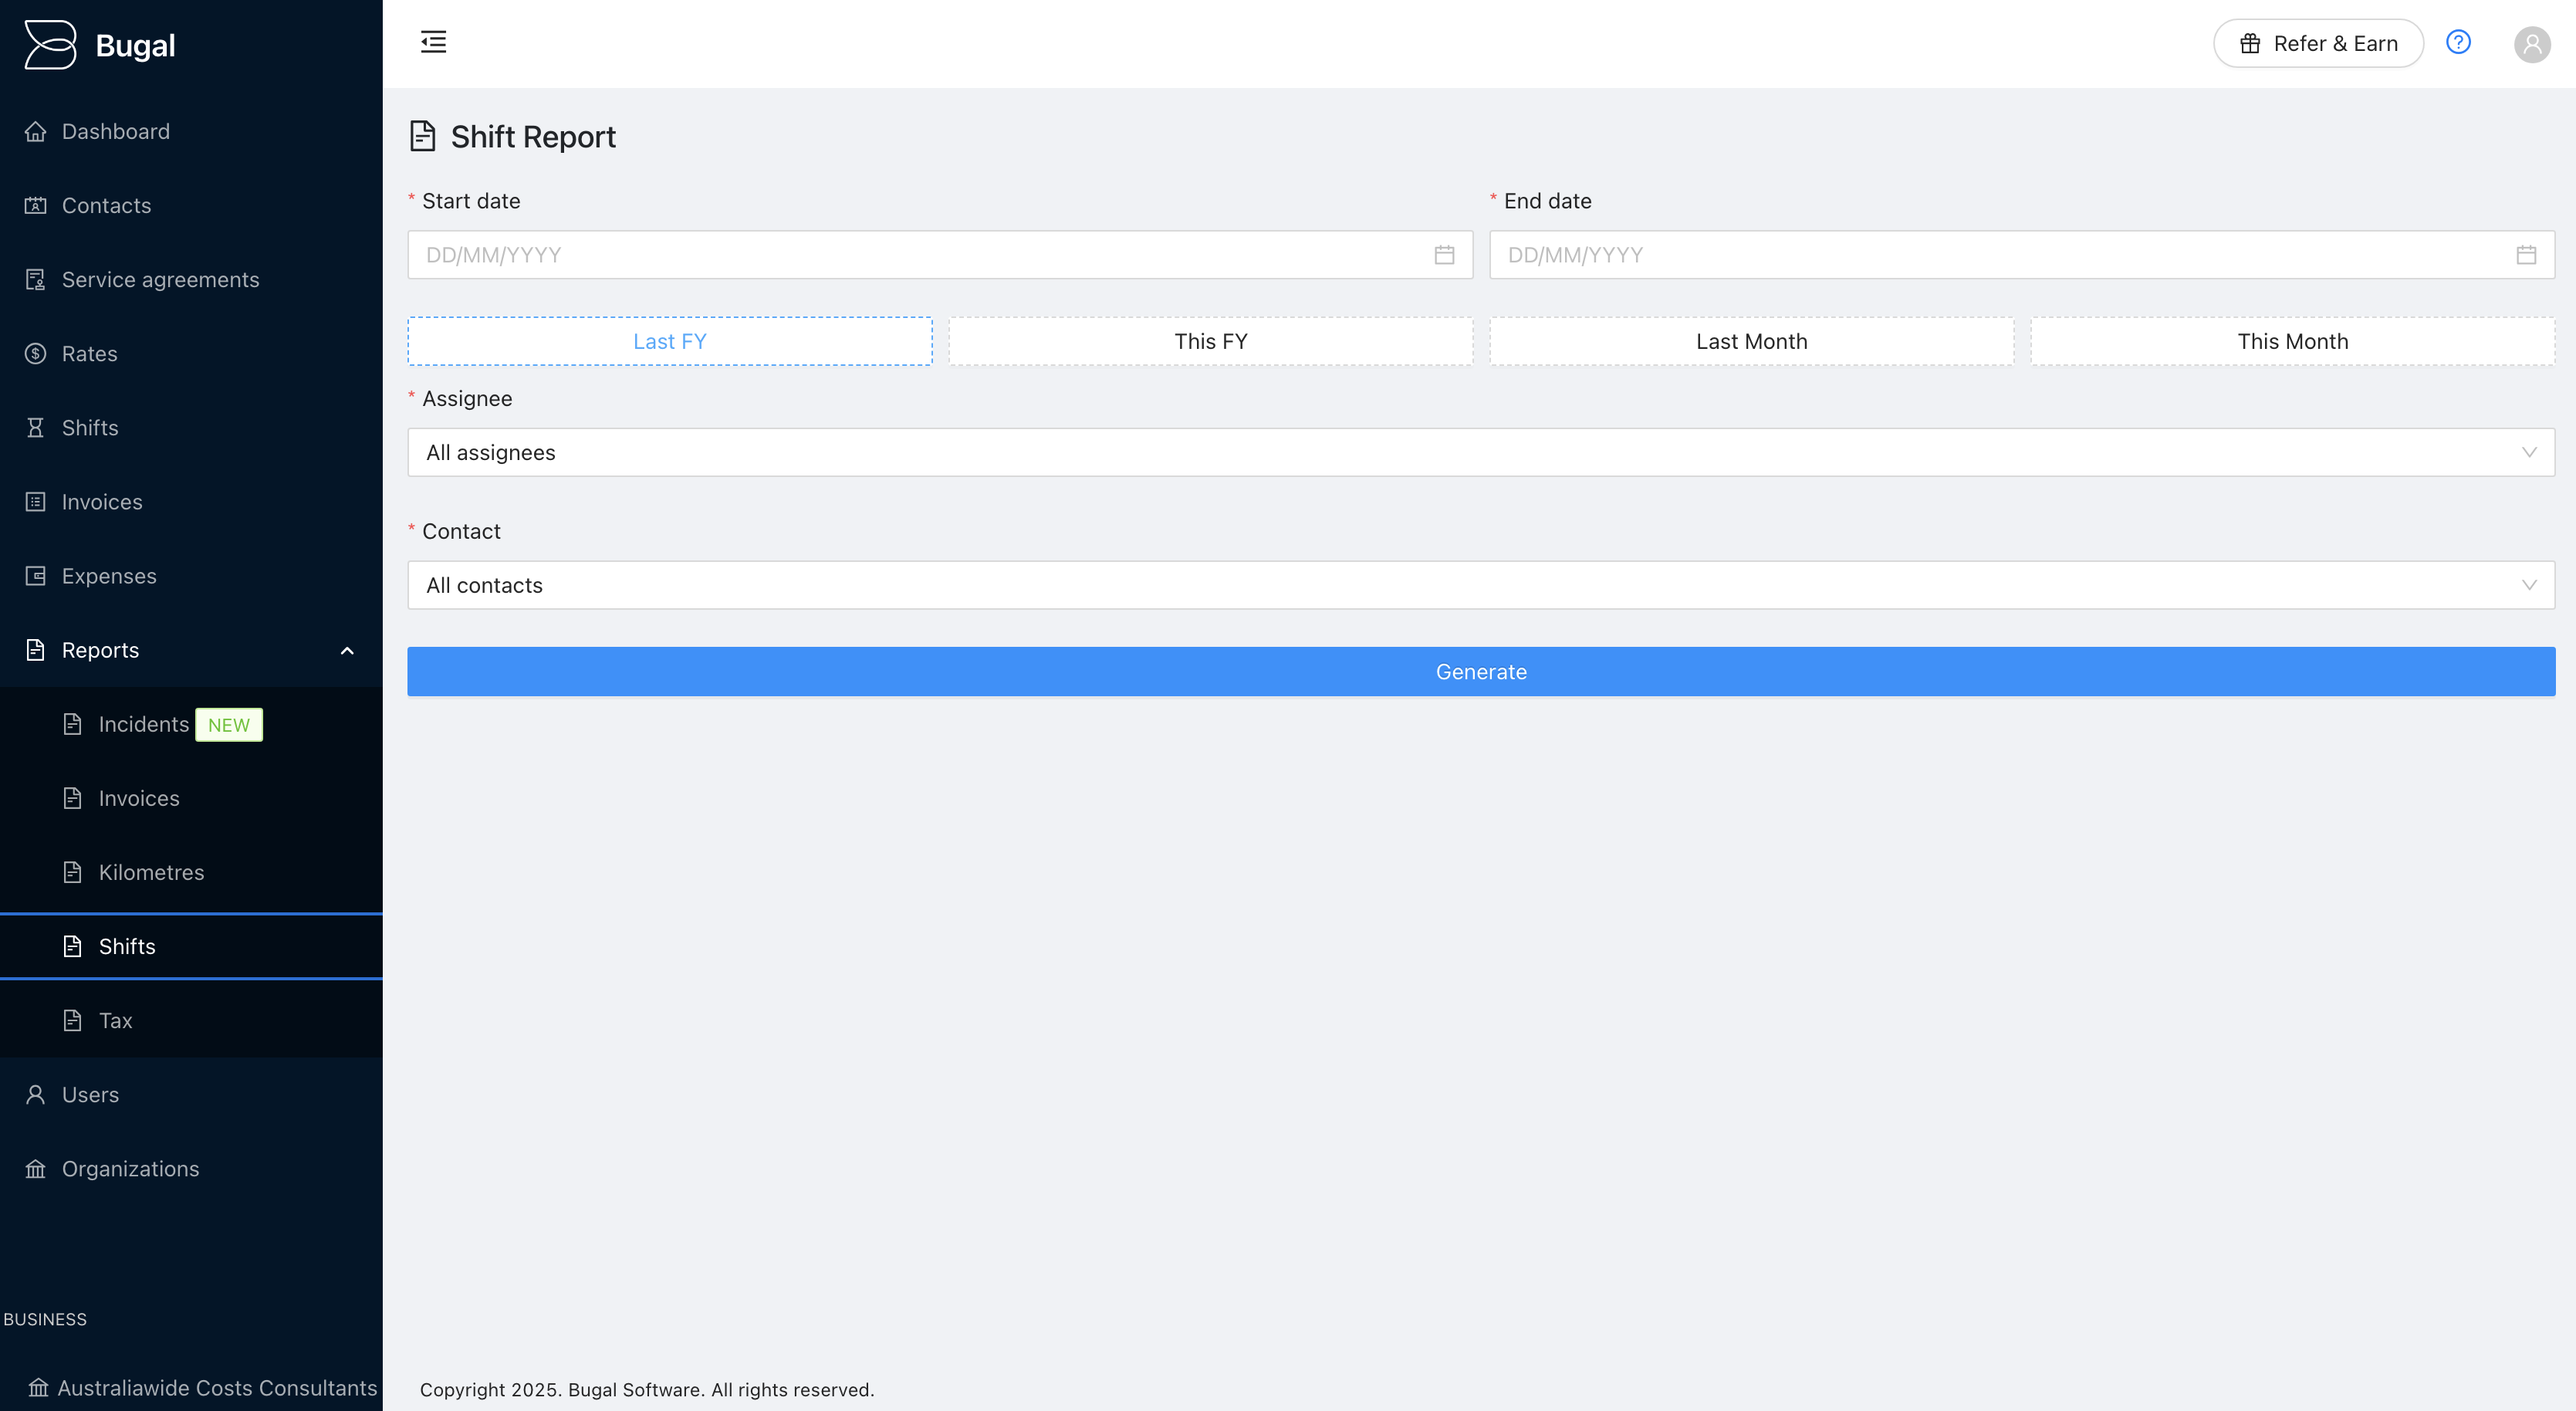 Bugal
Refer & Earn
Dashboard
Contacts
Service agreements
Rates
Shifts
Invoices
Expenses
Reports
Incidents NEW
Invoices
Kilometres
Shifts
Tax
Users
Organizations
BUSINESS
Australiawide Costs Consultants
Shift Report
* Start date
DD/MM/YYYY
* End date
DD/MM/YYYY
Last FY
This FY
Last Month
This Month
* Assignee
All assignees
* Contact
All contacts
Generate
Copyright 2025. Bugal Software. All rights reserved.